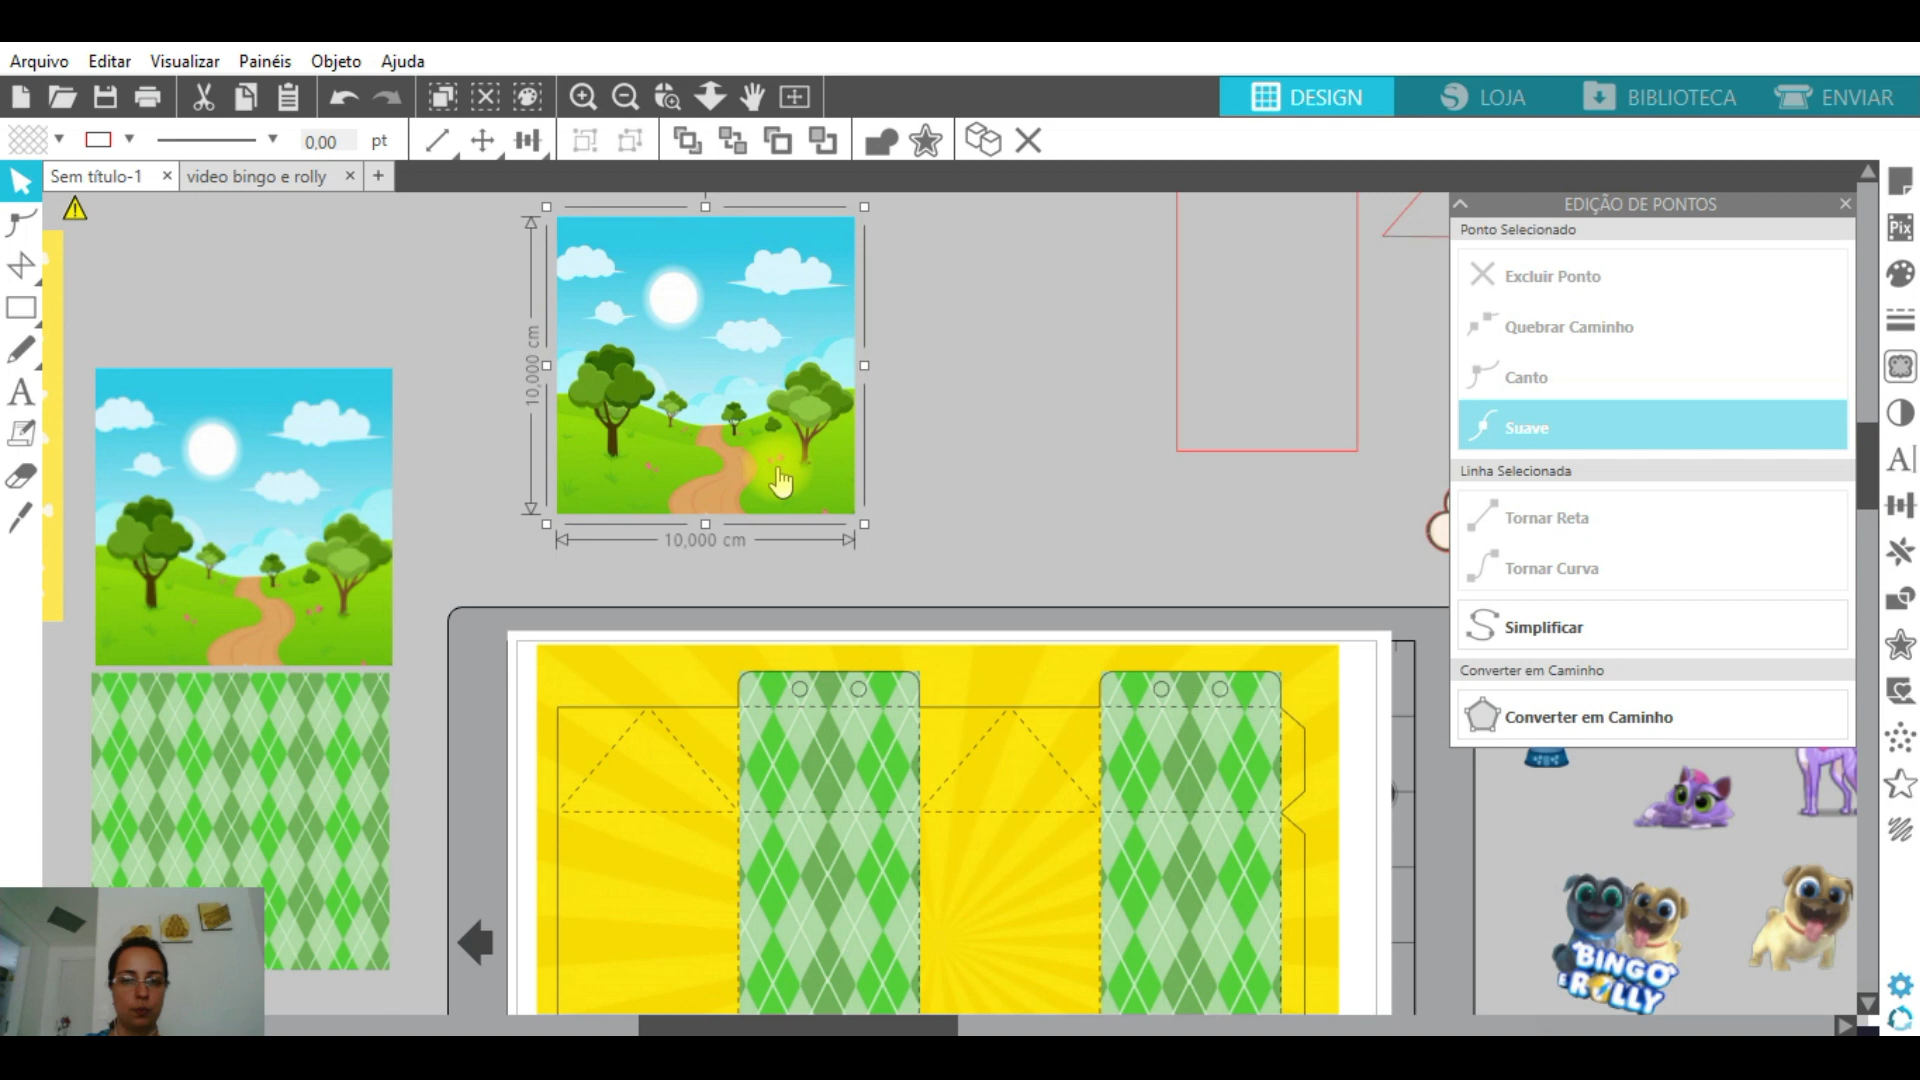 Arquivo Editar Visualizar Painéis Objeto Ajuda
DESIGN LOJA BIBLIOTECA ENVIAR
0,00 pt
Sem título-1 video bingo e rolly
EDIÇÃO DE PONTOS
Ponto Selecionado
Excluir Ponto
Quebrar Caminho
Canto
Suave
Linha Selecionada
Tornar Reta
Tornar Curva
Simplificar
Converter em Caminho
Converter em Caminho
10,000 cm
10,000 cm
Pix
BINGO
E ROLLY